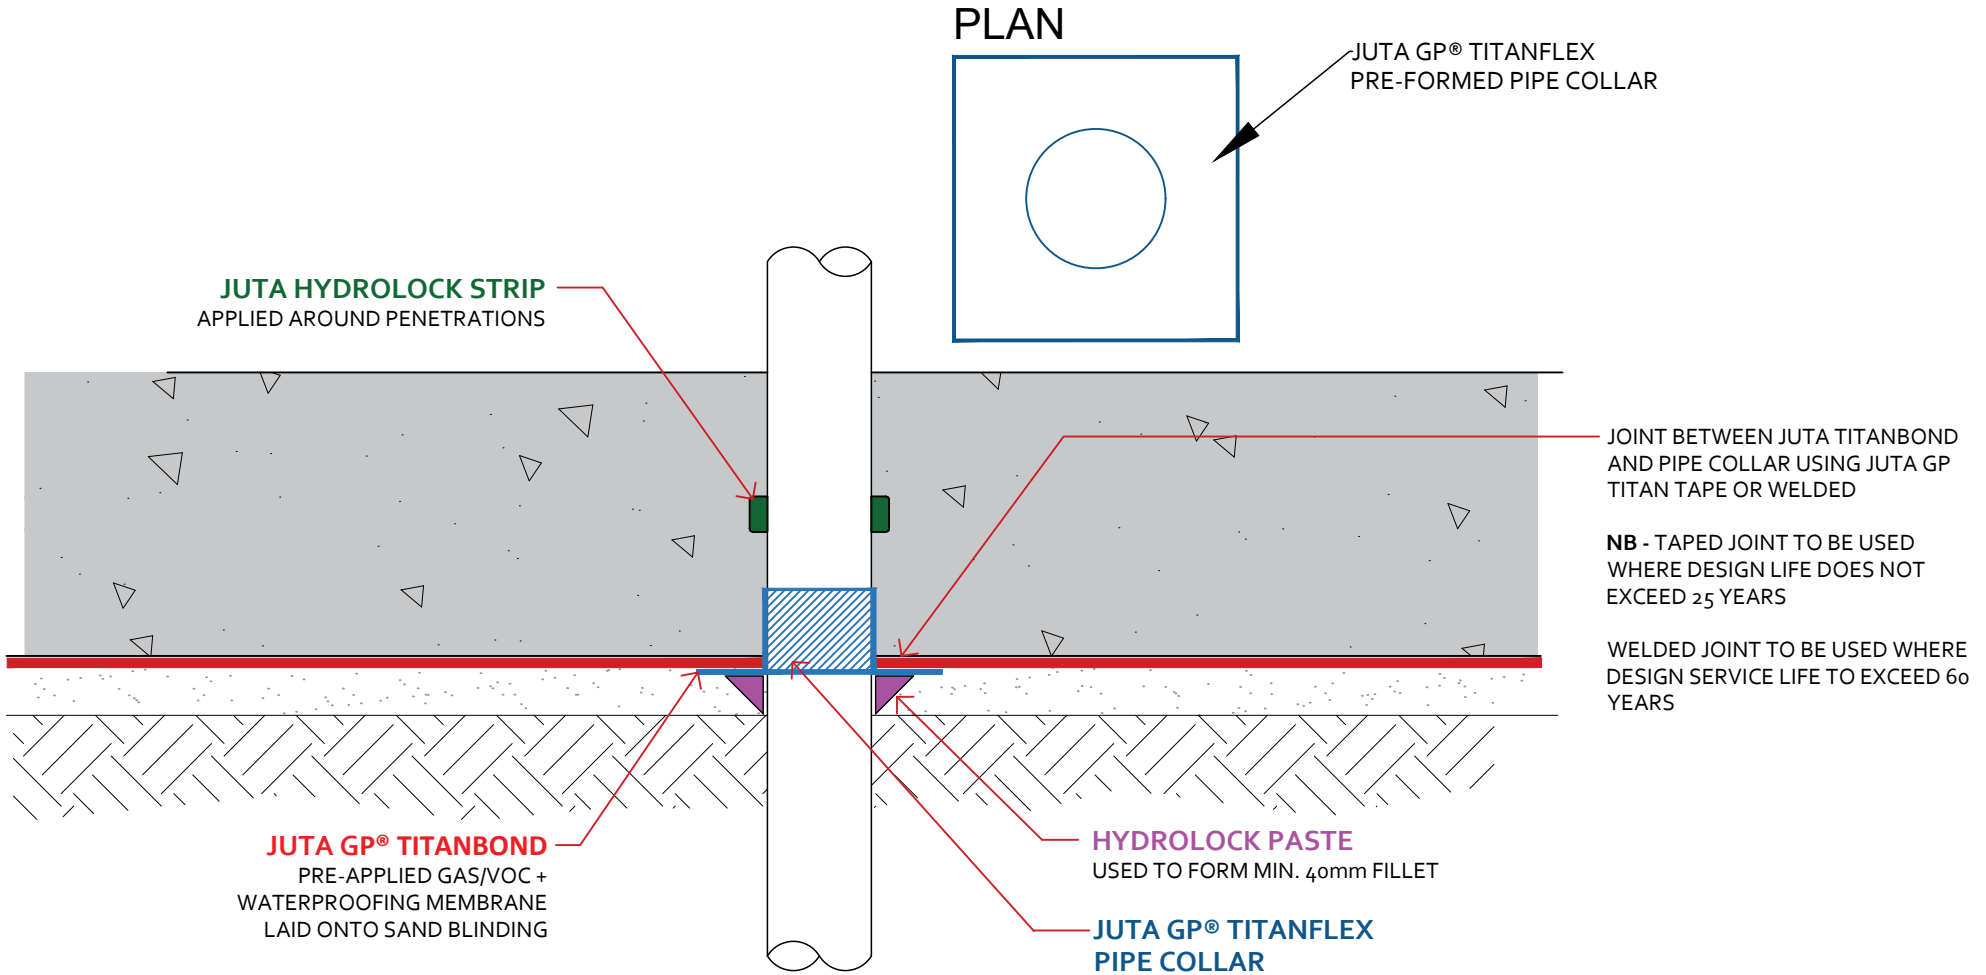 PLAN
JUTA GP® TITANFLEX
PRE-FORMED PIPE COLLAR
JUTA HYDROLOCK STRIP
APPLIED AROUND PENETRATIONS
JOINT BETWEEN JUTA TITANBOND
AND PIPE COLLAR USING JUTA GP
TITAN TAPE OR WELDED
NB - TAPED JOINT TO BE USED
WHERE DESIGN LIFE DOES NOT
EXCEED 25 YEARS
WELDED JOINT TO BE USED WHERE
DESIGN SERVICE LIFE TO EXCEED 60
YEARS
JUTA GP® TITANBOND
PRE-APPLIED GAS/VOC +
WATERPROOFING MEMBRANE
LAID ONTO SAND BLINDING
HYDROLOCK PASTE
USED TO FORM MIN. 40mm FILLET
JUTA GP® TITANFLEX
PIPE COLLAR